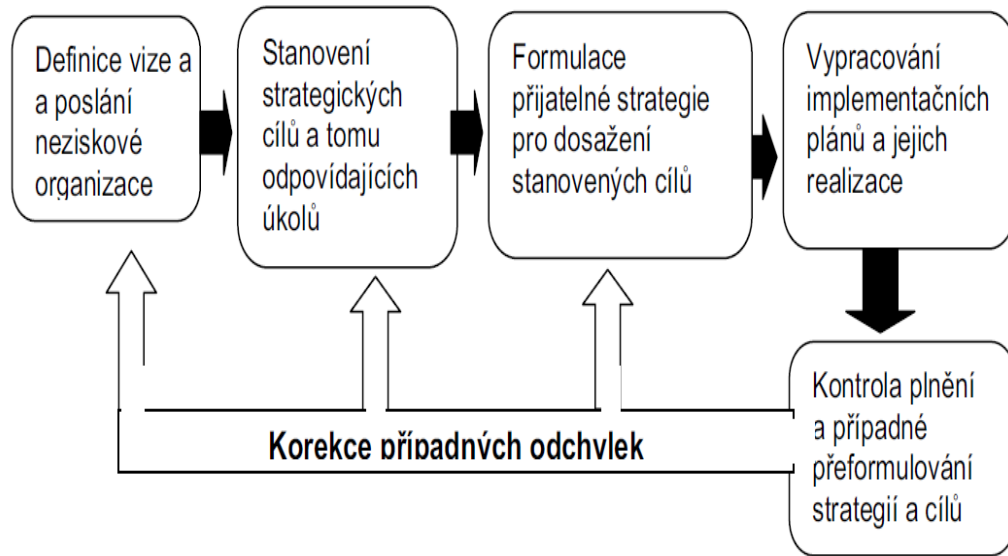 Definice vize a
a poslání
neziskové
organizace
Stanovení
strategických
cílů a tomu
odpovídajících
úkolů
Formulace
přijatelné strategie
pro dosažení
stanovených cílů
Vypracování
implementačních
plánů a jejich
realizace
Kontrola plnění
a případné
přeformulování
strategií a cílů
Korekce případných odchylek